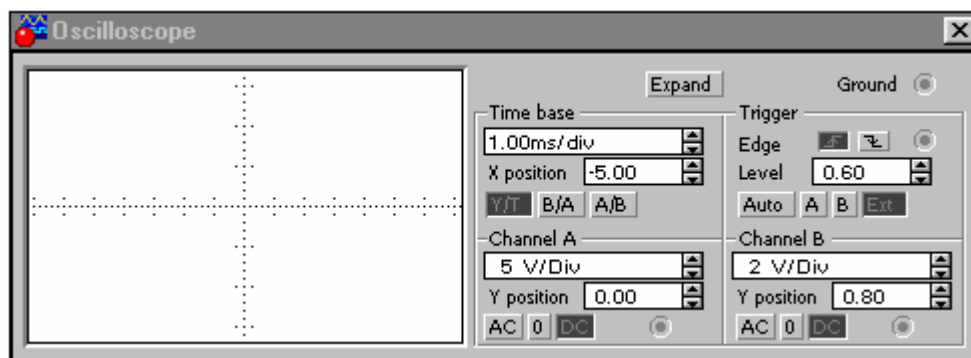 Oscilloscope
Expand
Ground
Time base
1.00ms/div
X position -5.00
Y/T B/A A/B
Trigger
Edge
Level 0.60
Auto A B Ext
Channel A
5 V/Div
Y position 0.00
AC 0 DC
Channel B
2 V/Div
Y position 0.80
AC 0 DC